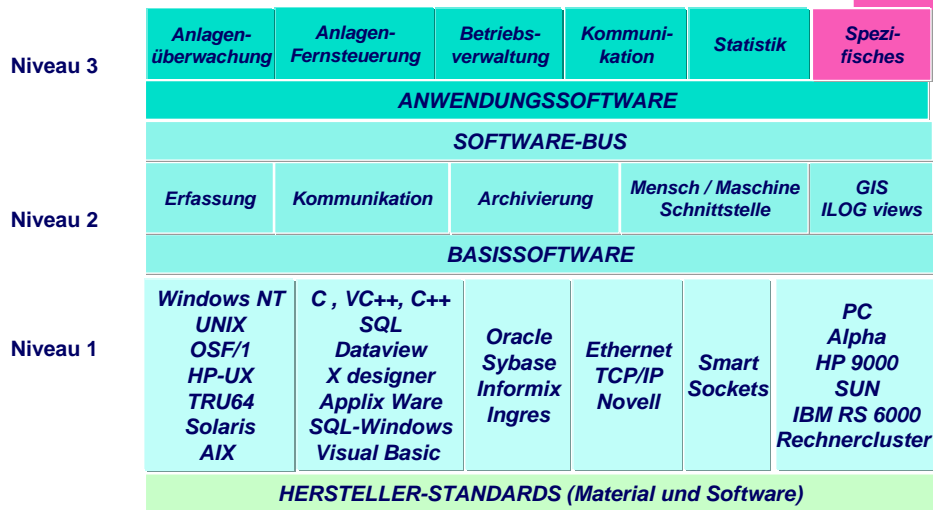 Niveau 3
Anlagen-
überwachung
Anlagen-
Fernsteuerung
Betriebs-
verwaltung
Kommuni-
kation
Statistik
Spezi-
fisches
ANWENDUNGSSOFTWARE
SOFTWARE-BUS
Niveau 2
Erfassung
Kommunikation
Archivierung
Mensch / Maschine
Schnittstelle
GIS
ILOG views
BASISSOFTWARE
Niveau 1
Windows NT
UNIX
OSF/1
HP-UX
TRU64
Solaris
AIX
C , VC++, C++
SQL
Dataview
X designer
Applix Ware
SQL-Windows
Visual Basic
Oracle
Sybase
Informix
Ingres
Ethernet
TCP/IP
Novell
Smart
Sockets
PC
Alpha
HP 9000
SUN
IBM RS 6000
Rechnercluster
HERSTELLER-STANDARDS (Material und Software)